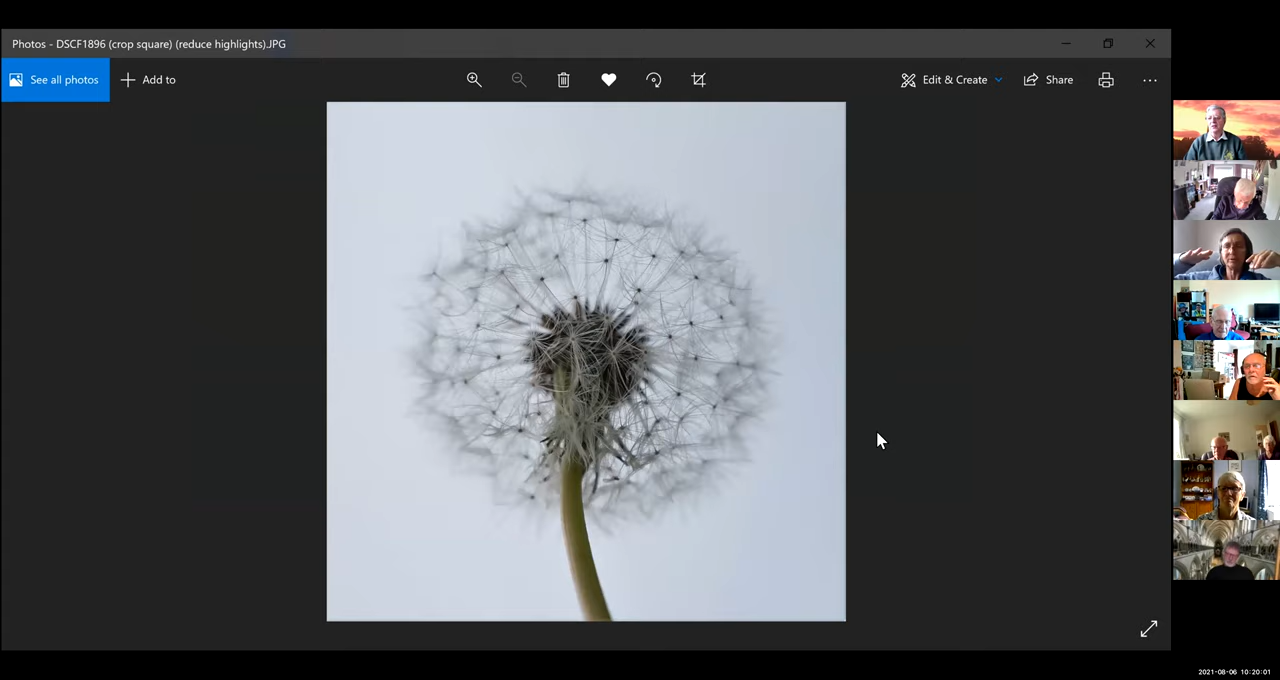 Photos - DSCF1896 (crop square) (reduce highlights).JPG
See all photos
Add to
Edit & Create
Share
2021-08-06 10:20:01